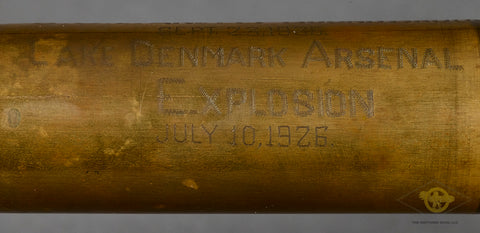 LAKE DENMARK ARSENAL
EXPLOSION
JULY 10, 1926.